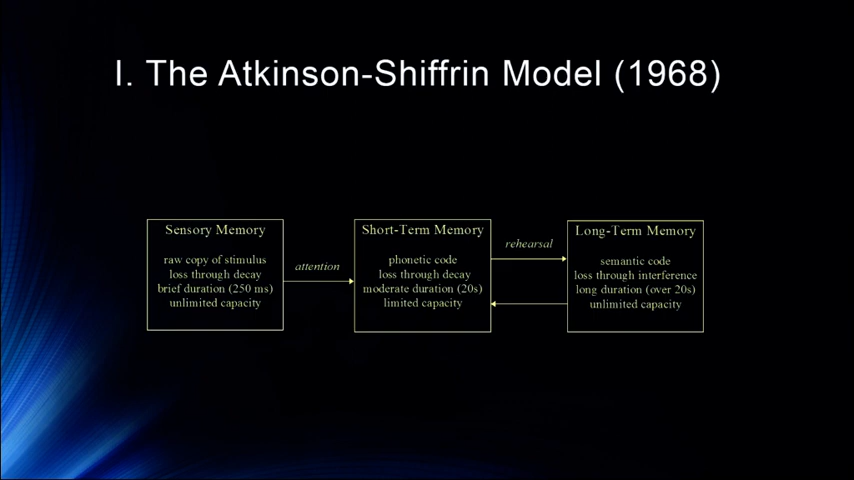 I. The Atkinson-Shiffrin Model (1968)
Sensory Memory
raw copy of stimulus
loss through decay
brief duration (250 ms)
unlimited capacity
attention
Short-Term Memory
phonetic code
loss through decay
moderate duration (20s)
limited capacity
rehearsal
Long-Term Memory
semantic code
loss through interference
long duration (over 20s)
unlimited capacity